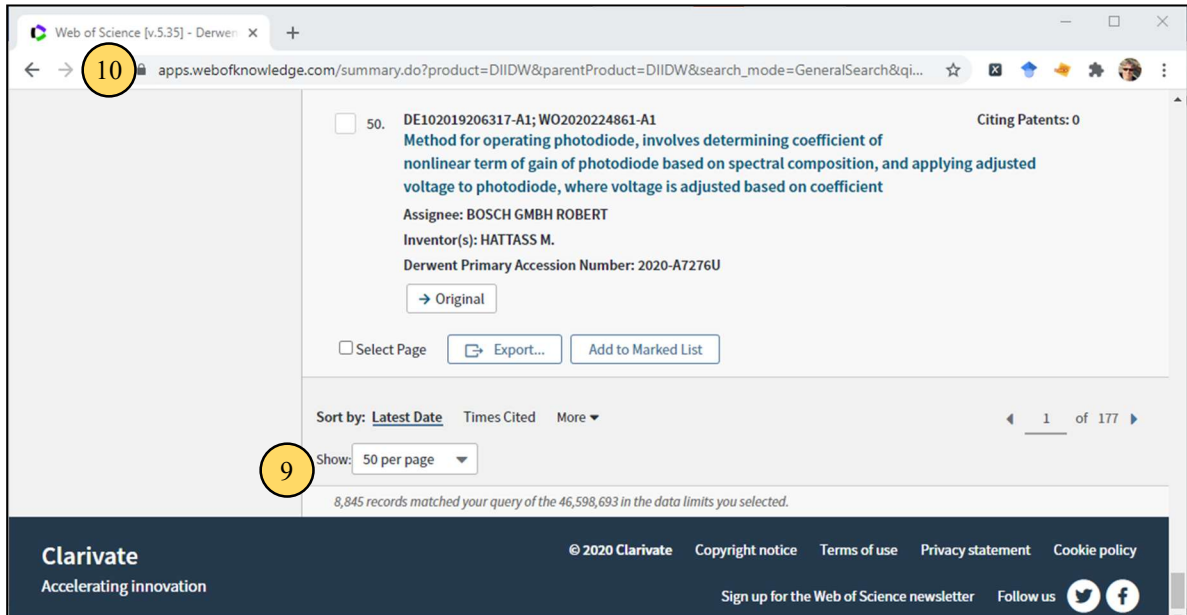 Web of Science [v.5.35] - Derwen
10
apps.webofknowledge.com/summary.do?product=DIIDW&parentProduct=DIIDW&search_mode=GeneralSearch&qi...
50. DE102019206317-A1; WO2020224861-A1 Citing Patents: 0
Method for operating photodiode, involves determining coefficient of
nonlinear term of gain of photodiode based on spectral composition, and applying adjusted
voltage to photodiode, where voltage is adjusted based on coefficient
Assignee: BOSCH GMBH ROBERT
Inventor(s): HATTASS M.
Derwent Primary Accession Number: 2020-A7276U
→ Original
Select Page Export... Add to Marked List
Sort by: Latest Date Times Cited More 1 of 177
9 Show: 50 per page
8,845 records matched your query of the 46,598,693 in the data limits you selected.
Clarivate © 2020 Clarivate Copyright notice Terms of use Privacy statement Cookie policy
Accelerating innovation
Sign up for the Web of Science newsletter Follow us